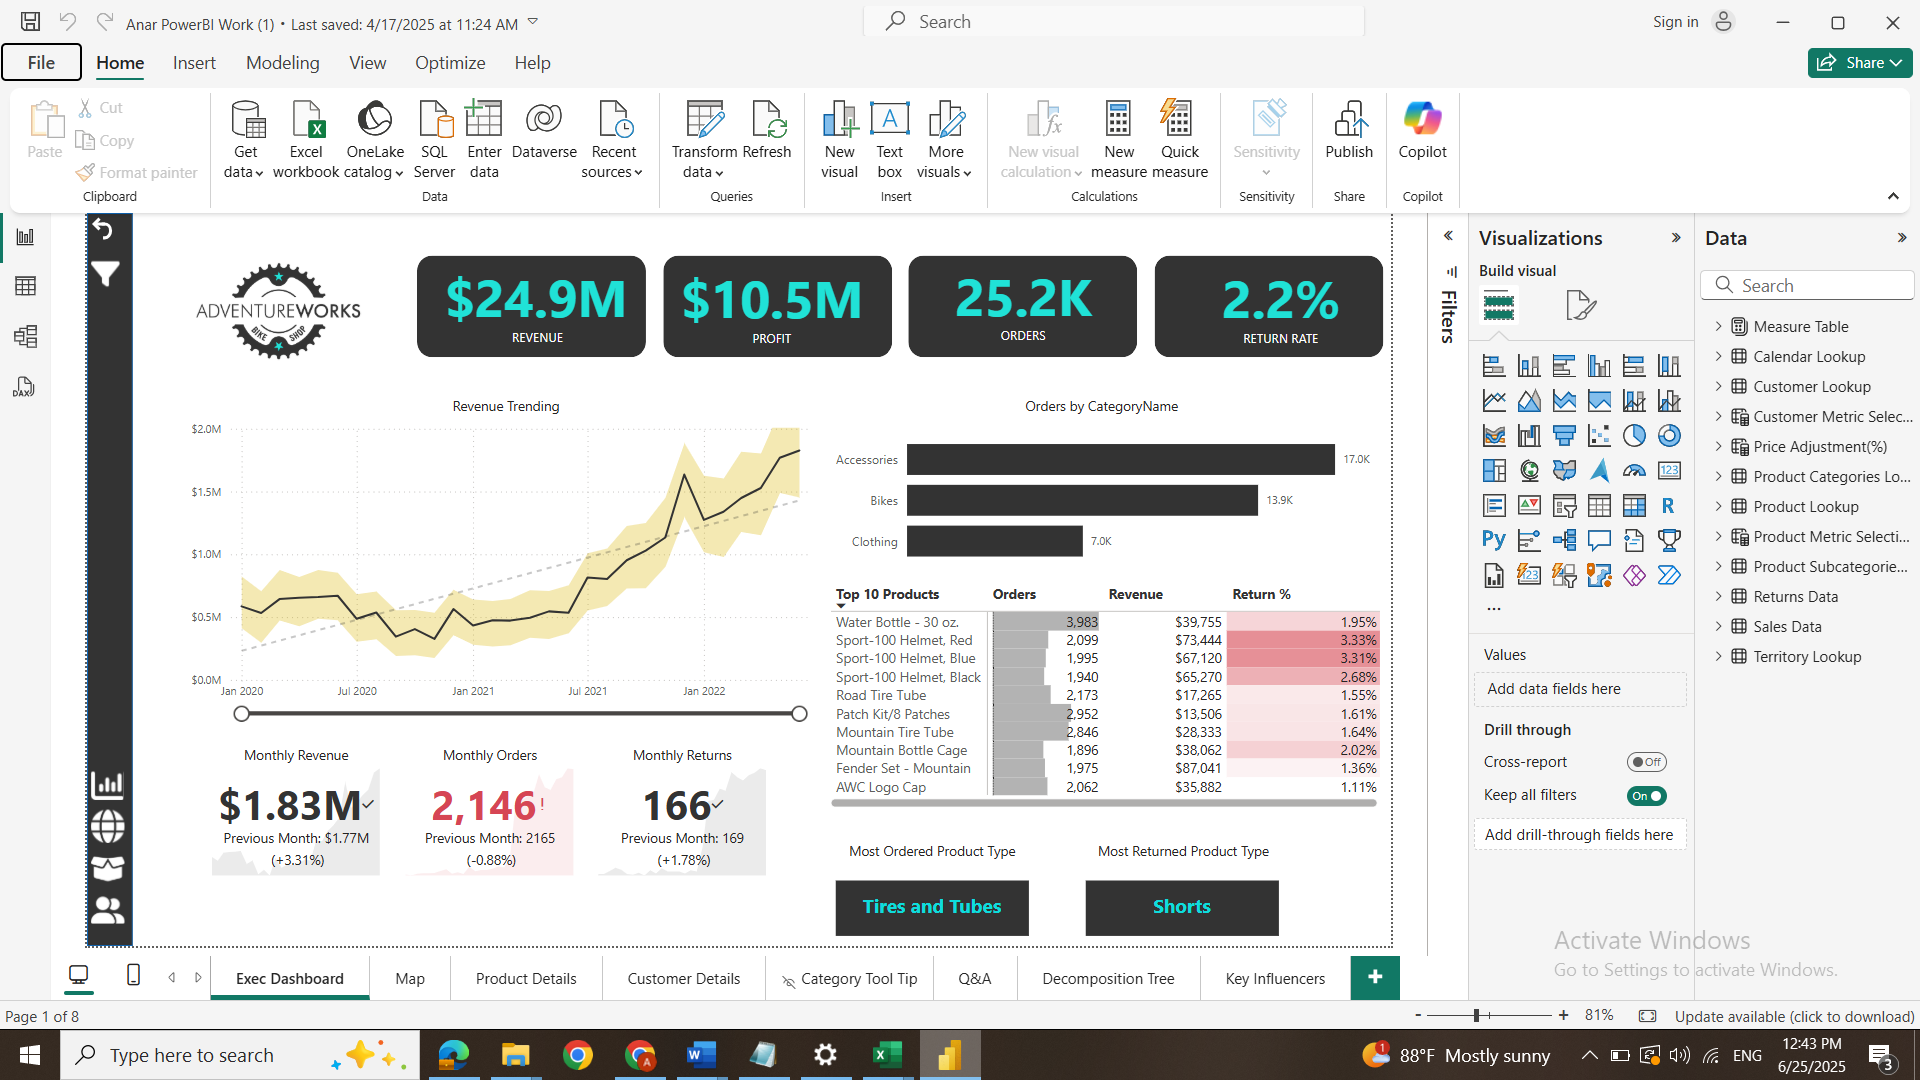 Anar PowerBI Work (1) • Last saved: 4/17/2025 at 11:24 AM
Search
Sign in
File
Home
Insert
Modeling
View
Optimize
Help
Share
Paste
Cut
Copy
Format painter
Clipboard
Get data
Excel workbook
OneLake catalog
SQL Server
Enter data
Dataverse
Recent sources
Data
Transform data
Refresh
Queries
New visual
Text box
More visuals
Insert
New visual calculation
New measure
Quick measure
Calculations
Sensitivity
Sensitivity
Publish
Share
Copilot
Copilot
ADVENTUREWORKS
BIKE SHOP
$24.9M
REVENUE
$10.5M
PROFIT
25.2K
ORDERS
2.2%
RETURN RATE
Revenue Trending
$2.0M
$1.5M
$1.0M
$0.5M
$0.0M
Jan 2020 Jul 2020 Jan 2021 Jul 2021 Jan 2022
Orders by CategoryName
Accessories 17.0K
Bikes 13.9K
Clothing 7.0K
Top 10 Products Orders Revenue Return %
Water Bottle - 30 oz. 3,983 $39,755 1.95%
Sport-100 Helmet, Red 2,099 $73,444 3.33%
Sport-100 Helmet, Blue 1,995 $67,120 3.31%
Sport-100 Helmet, Black 1,940 $65,270 2.68%
Road Tire Tube 2,173 $17,265 1.55%
Patch Kit/8 Patches 2,952 $13,506 1.61%
Mountain Tire Tube 2,846 $28,333 1.64%
Mountain Bottle Cage 1,896 $38,062 2.02%
Fender Set - Mountain 1,975 $87,041 1.36%
AWC Logo Cap 2,062 $35,882 1.11%
Monthly Revenue
$1.83M
Previous Month: $1.77M
(+3.31%)
Monthly Orders
2,146!
Previous Month: 2165
(-0.88%)
Monthly Returns
166
Previous Month: 169
(+1.78%)
Most Ordered Product Type
Tires and Tubes
Most Returned Product Type
Shorts
Filters
Visualizations
Build visual
123
R
Py
123
...
Values
Add data fields here
Drill through
Cross-report Off
Keep all filters On
Add drill-through fields here
Data
Search
Measure Table
Calendar Lookup
Customer Lookup
Customer Metric Selec...
Price Adjustment(%)
Product Categories Lo...
Product Lookup
Product Metric Selecti...
Product Subcategorie...
Returns Data
Sales Data
Territory Lookup
DAX
Activate Windows
Go to Settings to activate Windows.
Exec Dashboard
Map
Product Details
Customer Details
Category Tool Tip
Q&A
Decomposition Tree
Key Influencers
+
Page 1 of 8
- + 81%
Update available (click to download)
Type here to search
1
88°F Mostly sunny
ENG
12:43 PM
6/25/2025
3